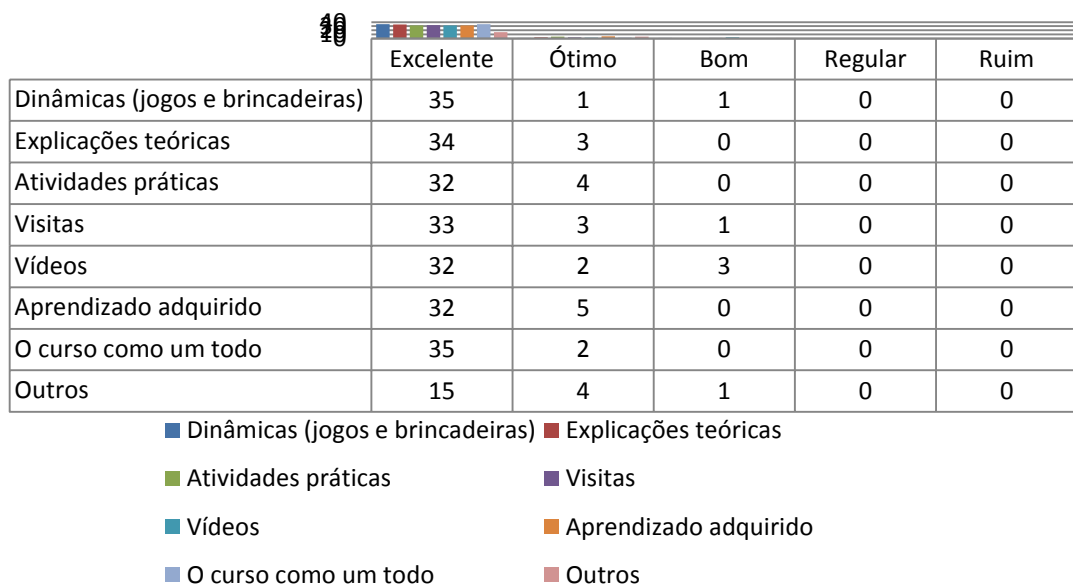 Excelente Ótimo Bom Regular Ruim
Dinâmicas (jogos e brincadeiras) 35 1 1 0 0
Explicações teóricas 34 3 0 0 0
Atividades práticas 32 4 0 0 0
Visitas 33 3 1 0 0
Vídeos 32 2 3 0 0
Aprendizado adquirido 32 5 0 0 0
O curso como um todo 35 2 0 0 0
Outros 15 4 1 0 0
Dinâmicas (jogos e brincadeiras) Explicações teóricas
Atividades práticas Visitas
Vídeos Aprendizado adquirido
O curso como um todo Outros